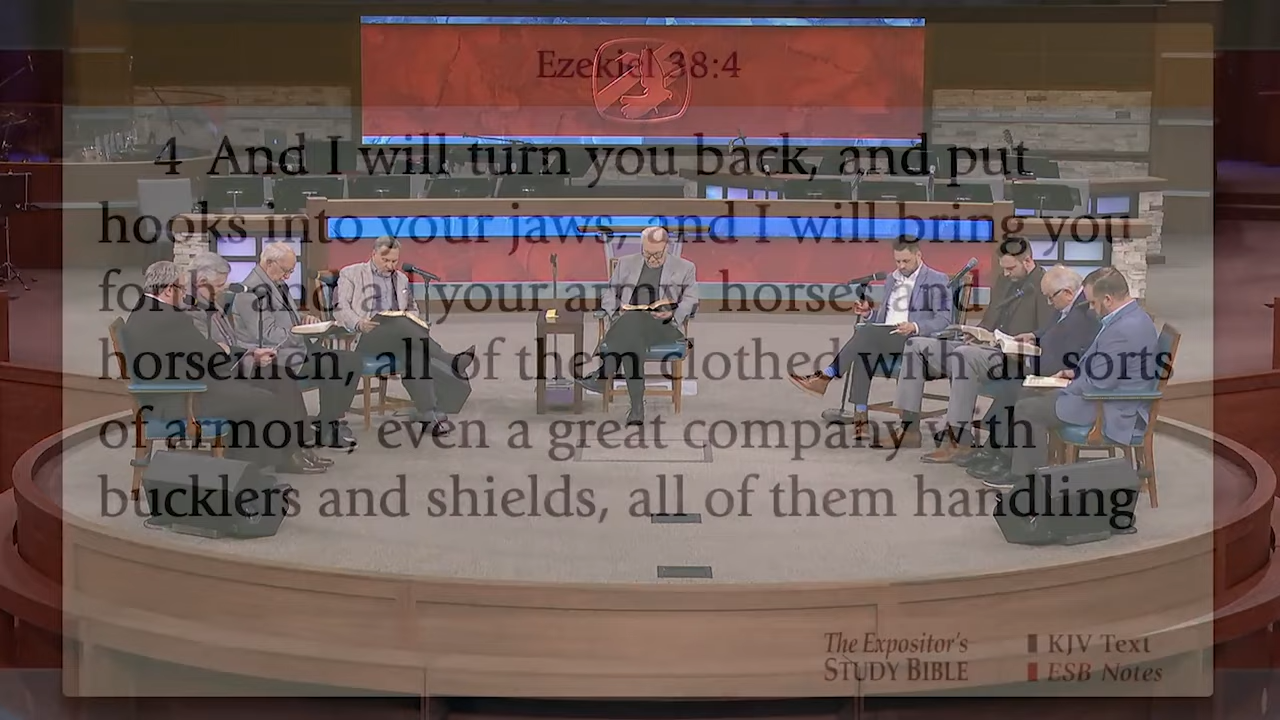 Ezekiel 38:4
4 And I will turn you back, and put
hooks into your jaws, and I will bring you
forth, and all your army, horses and
horsemen, all of them clothed with all sorts
of armour, even a great company with
bucklers and shields, all of them handling
The Expositor's
STUDY BIBLE
KJV Text
ESB Notes